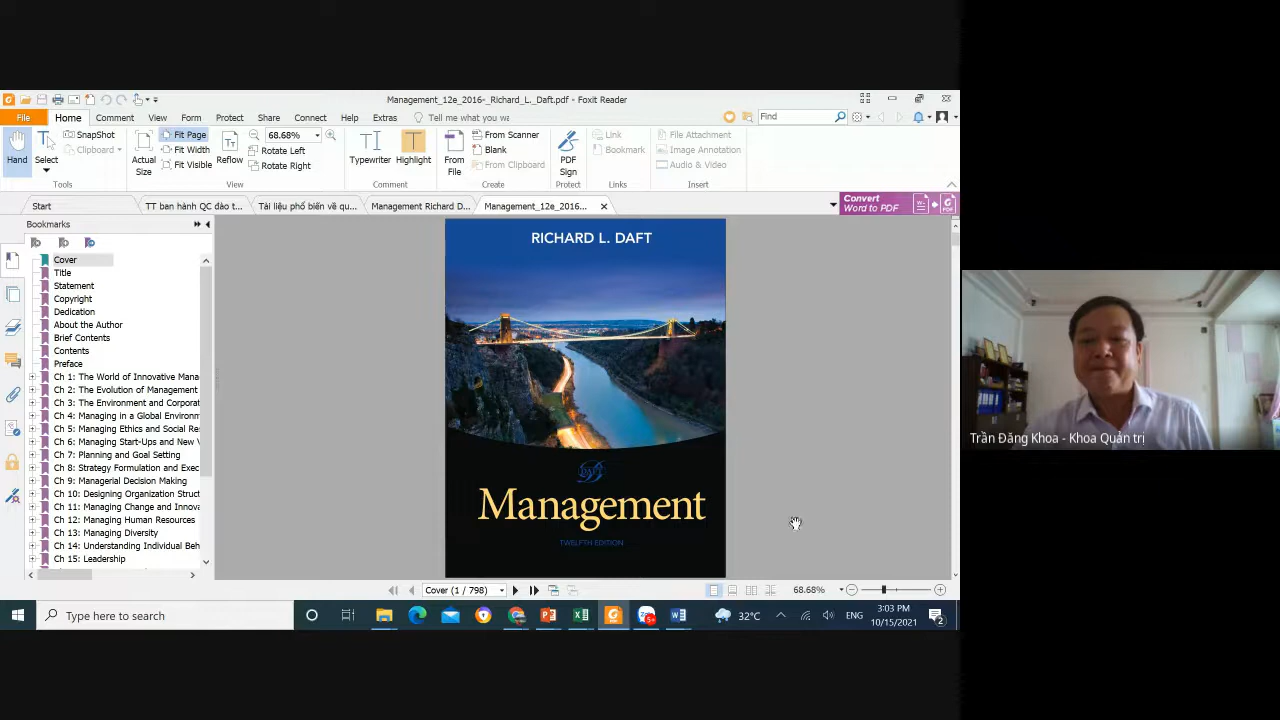 Management_12e_2016-_Richard_L._Daft.pdf - Foxit Reader
File Home Comment View Form Protect Share Connect Help Extras Tell me what you wa Find
Hand
Select
SnapShot
Clipboard
Tools
Actual Size
Fit Page
Fit Width
Fit Visible
Reflow
68.68%
Rotate Left
Rotate Right
View
Typewriter
Highlight
Comment
From File
From Scanner
Blank
From Clipboard
Create
PDF Sign
Protect
Link
Bookmark
Links
File Attachment
Image Annotation
Audio & Video
Insert
Start
TT ban hành QC đào t...
Tài liệu phổ biến về qu...
Management Richard D...
Management_12e_2016...
Convert
Word to PDF
Bookmarks
Cover
Title
Statement
Copyright
Dedication
About the Author
Brief Contents
Contents
Preface
Ch 1: The World of Innovative Mana
Ch 2: The Evolution of Management
Ch 3: The Environment and Corporat
Ch 4: Managing in a Global Environm
Ch 5: Managing Ethics and Social Re
Ch 6: Managing Start-Ups and New V
Ch 7: Planning and Goal Setting
Ch 8: Strategy Formulation and Exec
Ch 9: Managerial Decision Making
Ch 10: Designing Organization Struct
Ch 11: Managing Change and Innova
Ch 12: Managing Human Resources
Ch 13: Managing Diversity
Ch 14: Understanding Individual Beh
Ch 15: Leadership
RICHARD L. DAFT
DAFT
Management
TWELFTH EDITION
Cover (1 / 798)
68.68%
Type here to search
32°C
ENG
3:03 PM
10/15/2021
2
Trần Đăng Khoa - Khoa Quản trị